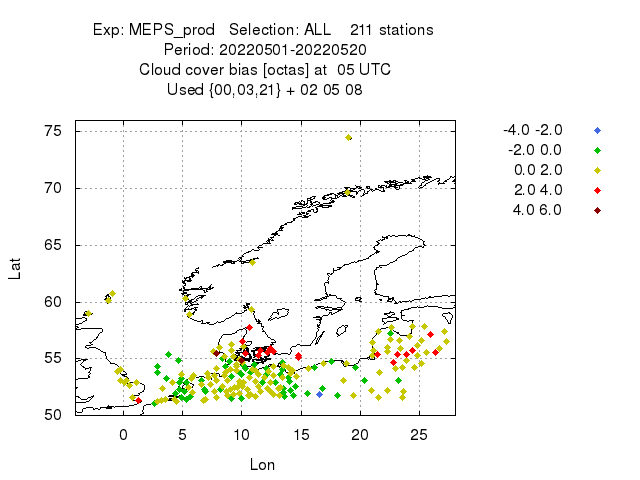 Exp: MEPS_prod   Selection: ALL    211 stations
Period: 20220501-20220520
Cloud cover bias [octas] at  05 UTC
Used {00,03,21} + 02 05 08
-4.0 -2.0
-2.0 0.0
0.0 2.0
2.0 4.0
4.0 6.0
75
70
65
60
55
50
Lat
0 5 10 15 20 25
Lon